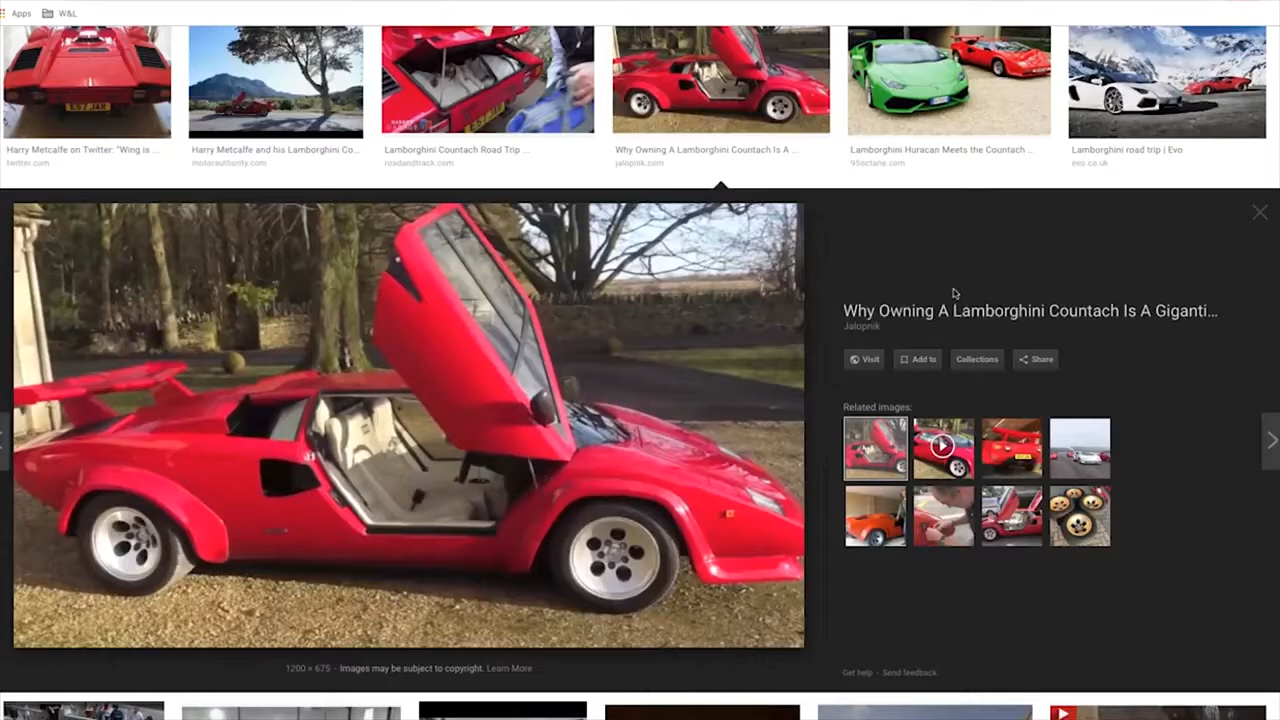 Apps W&L
E57 JAR
Harry Metcalfe on Twitter: "Wing is ...
twitter.com
Harry Metcalfe and his Lamborghini Co...
motorauthority.com
Lamborghini Countach Road Trip ...
roadandtrack.com
Why Owning A Lamborghini Countach Is A ...
jalopnik.com
Lamborghini Huracan Meets the Countach ...
95octane.com
Lamborghini road trip | Evo
evo.co.uk
Why Owning A Lamborghini Countach Is A Giganti...
Jalopnik
Visit Add to Collections Share
Related images:
1200 × 675 · Images may be subject to copyright. Learn More
Get help · Send feedback